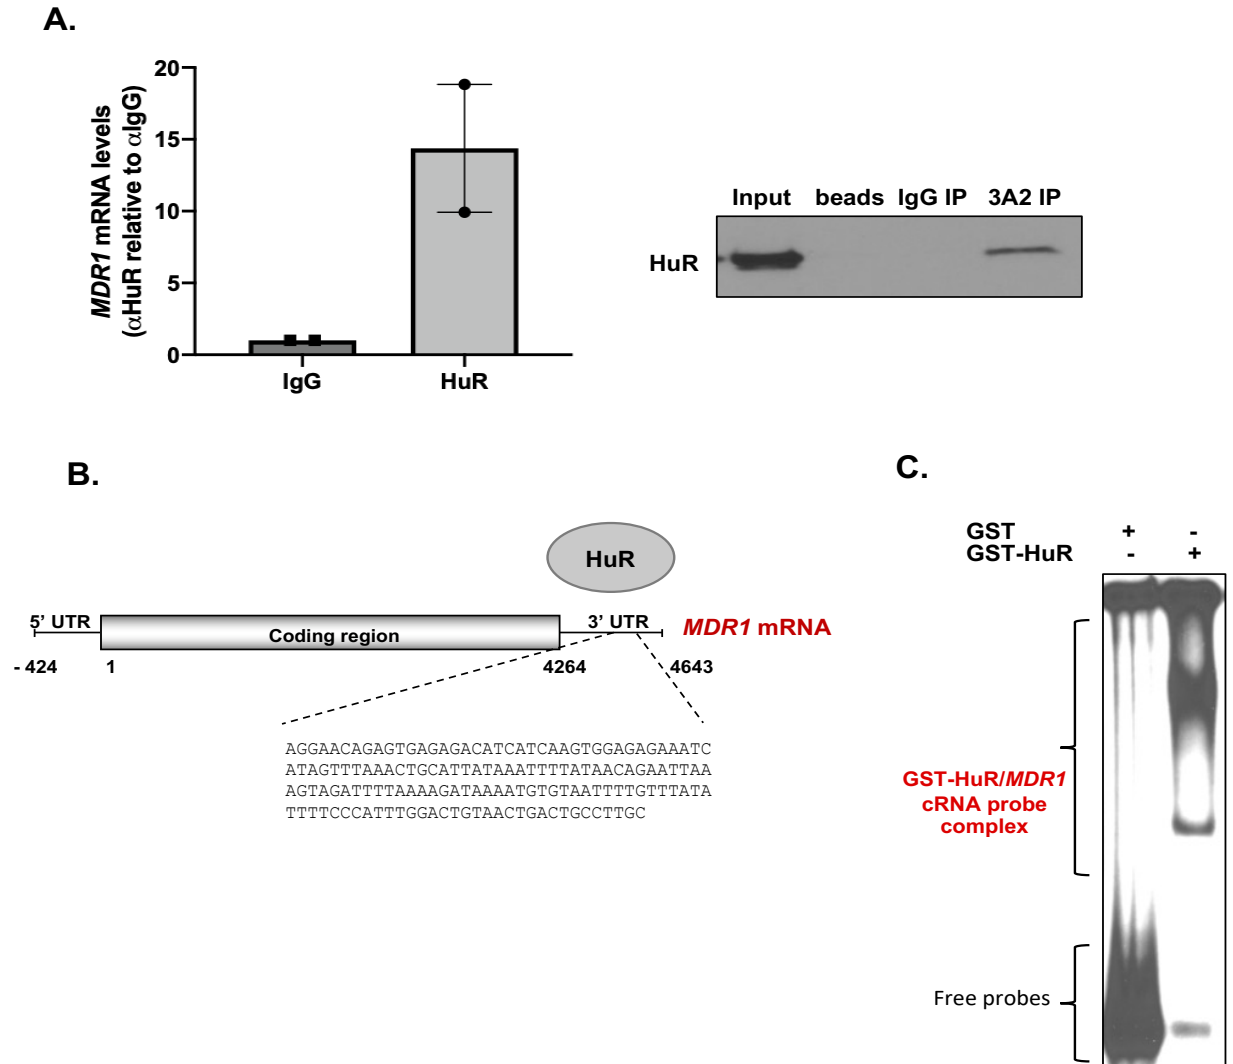 A.
MDR1 mRNA levels
(αHuR relative to αIgG)
20
15
10
5
0
IgG
HuR
Input beads IgG IP 3A2 IP
HuR
B.
HuR
5’ UTR
Coding region
3’ UTR
MDR1 mRNA
- 424
1
4264
4643
AGGAACAGAGTGAGAGACATCATCAAGTGGAGAGAAATC
ATAGTTTAAACTGCATTATAAATTTTATAACAGAATTAA
AGTAGATTTTAAAAGATAAAATGTGTAATTTTGTTTATA
TTTTCCCATTTGGACTGTAACTGACTGCCTTGC
C.
GST + -
GST-HuR - +
GST-HuR/MDR1
cRNA probe
complex
Free probes